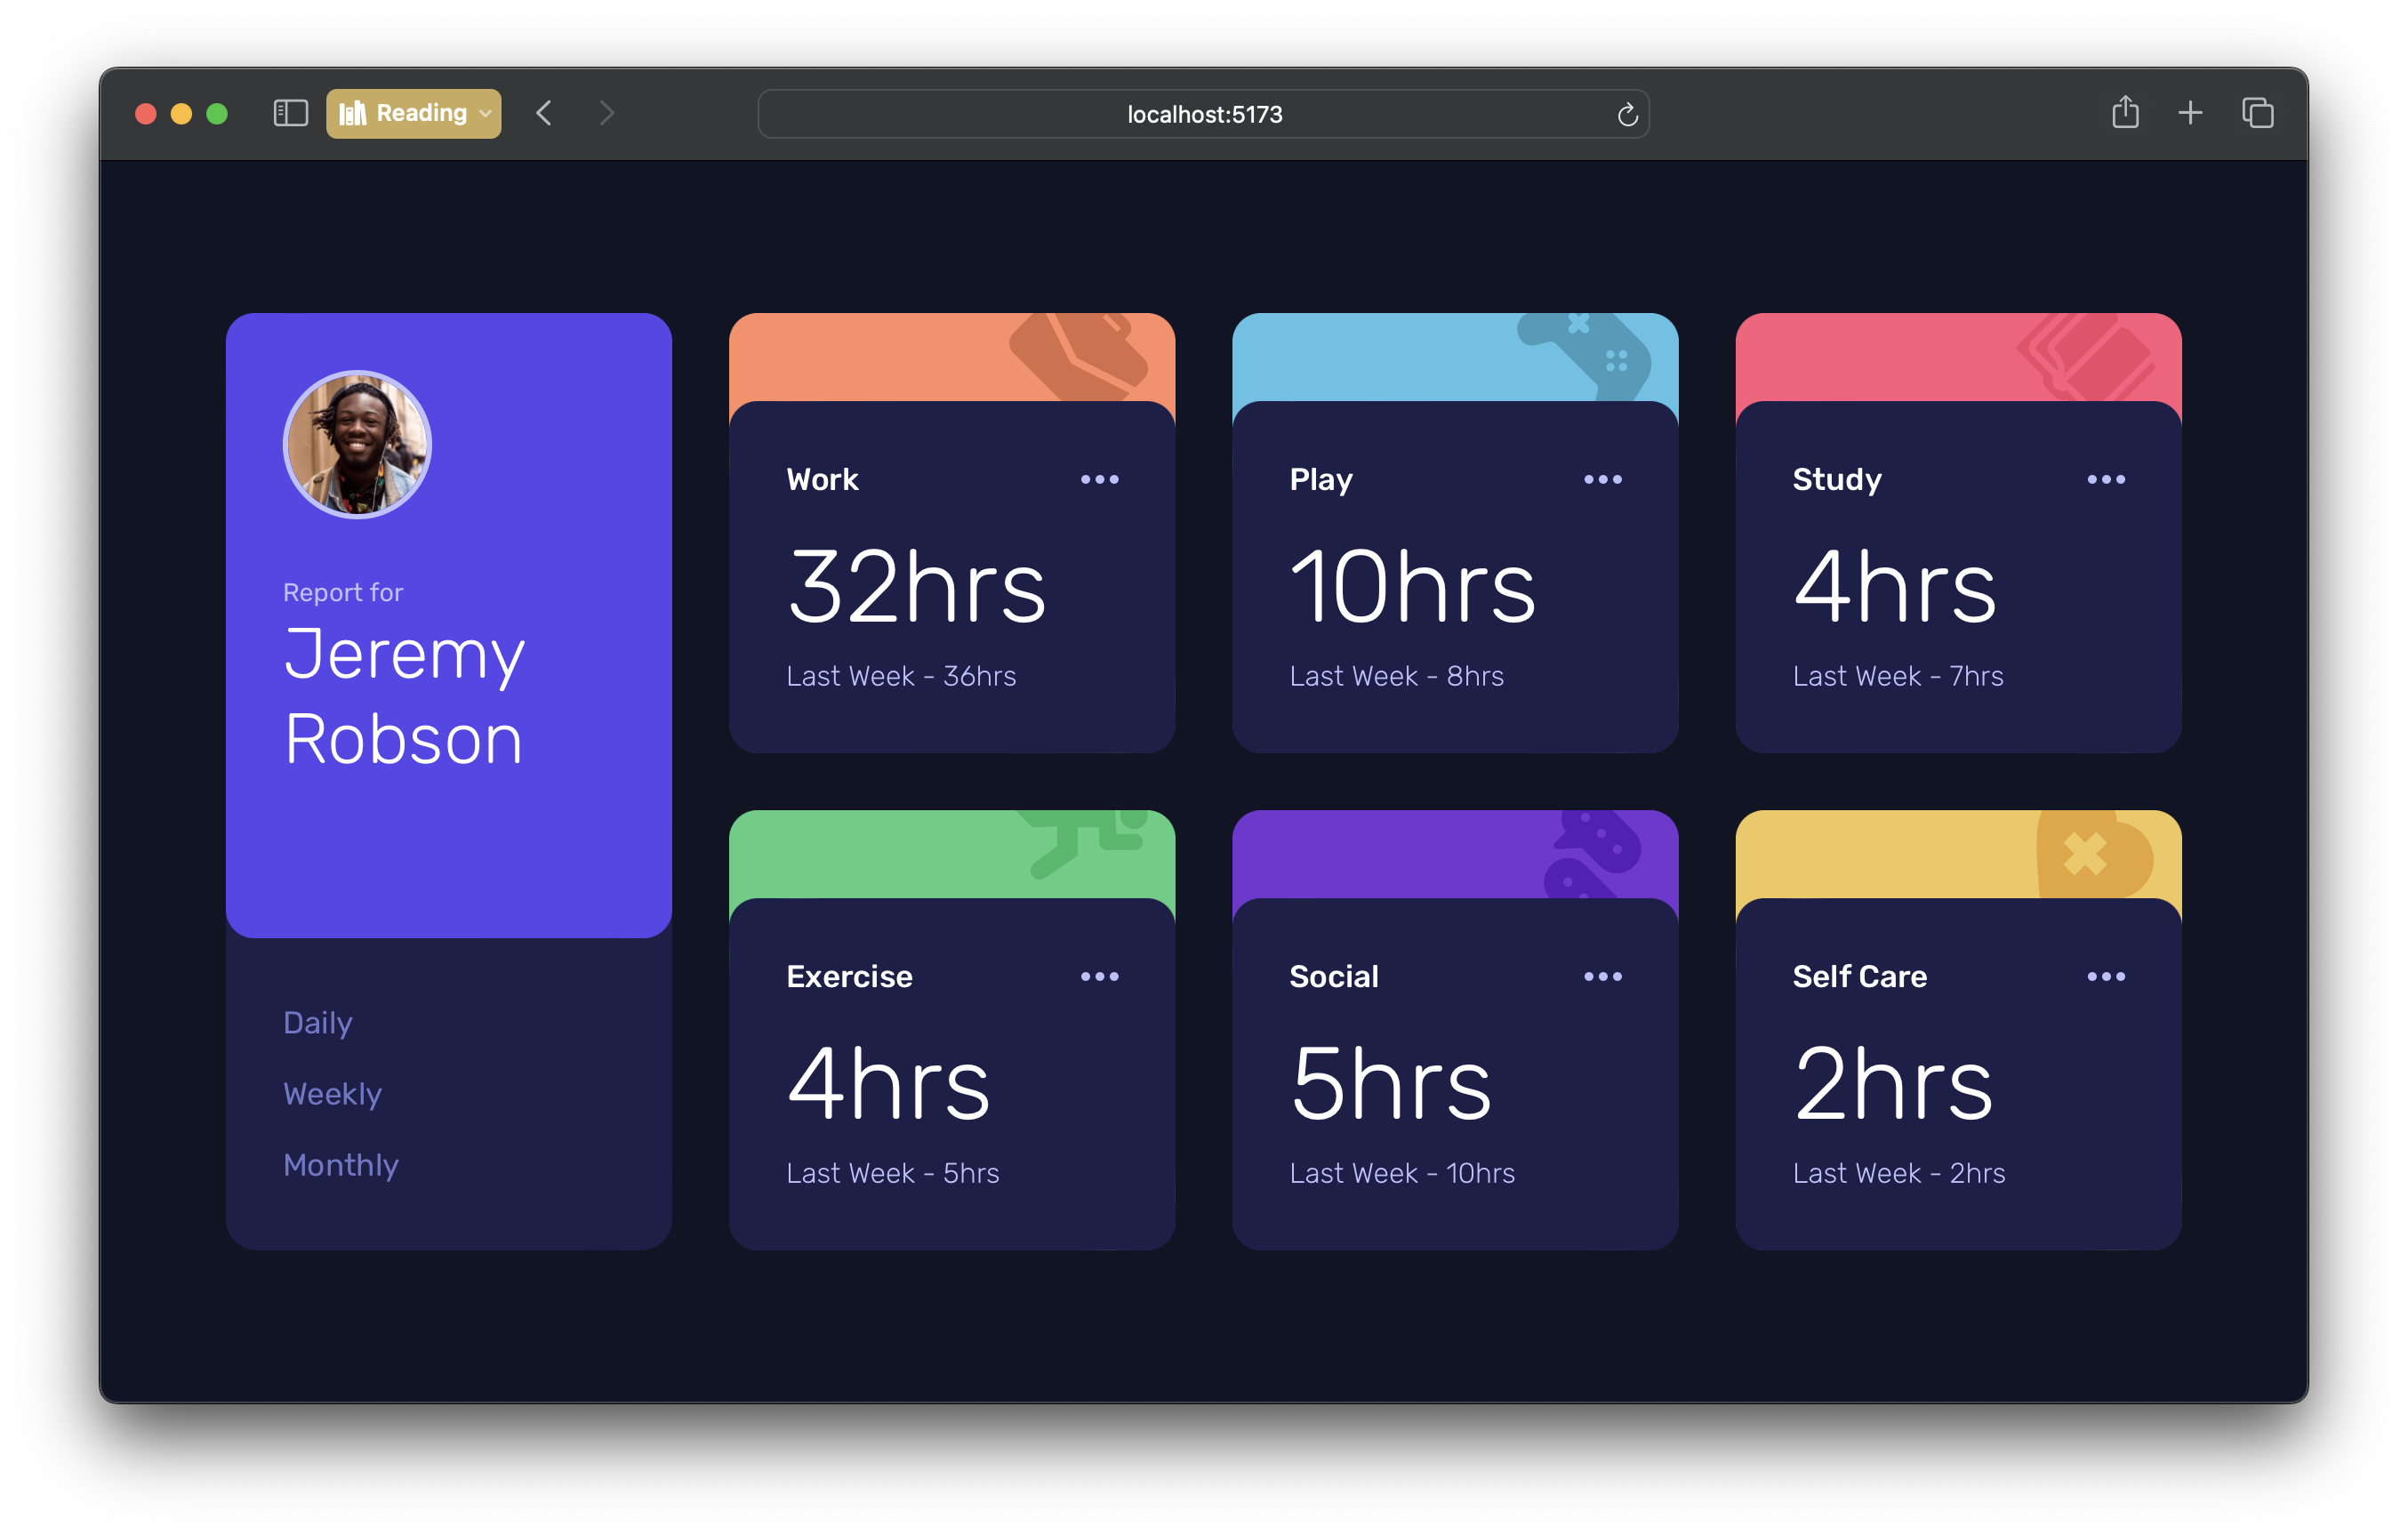 Reading
localhost:5173
Report for
Jeremy
Robson
Daily
Weekly
Monthly
Work
32hrs
Last Week - 36hrs
Play
10hrs
Last Week - 8hrs
Study
4hrs
Last Week - 7hrs
Exercise
4hrs
Last Week - 5hrs
Social
5hrs
Last Week - 10hrs
Self Care
2hrs
Last Week - 2hrs